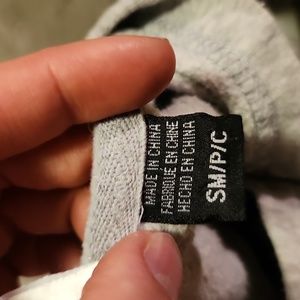 MADE IN CHINA
FABRIQUÉ EN CHINE
HECHO EN CHINA
SM/P/C